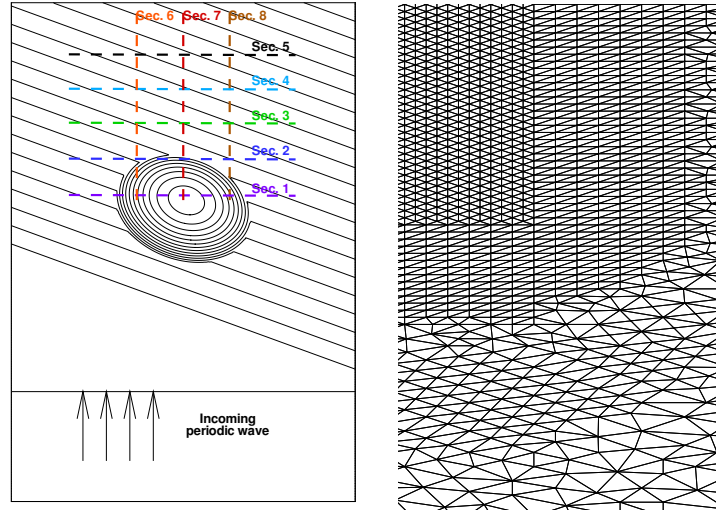 Sec. 6 Sec. 7 Sec. 8
Sec. 5
Sec. 4
Sec. 3
Sec. 2
Sec. 1
Incoming
periodic wave